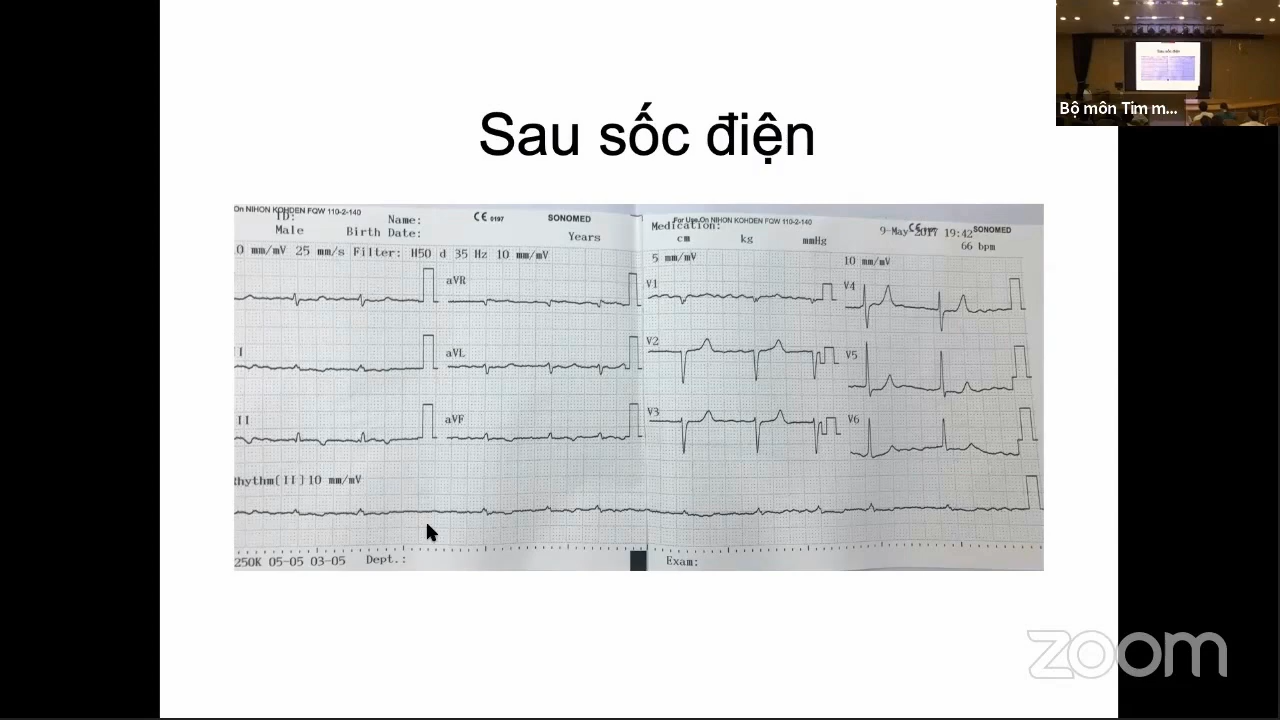 Bộ môn Tim m...
Sau sốc điện
On NIHON KOHDEN FQW 110-2-140
ID:
Name:
CE 0197
SONOMED
Male
Birth Date:
Years
0 mm/mV 25 mm/s Filter: H50 d 35 Hz 10 mm/mV
For Use On NIHON KOHDEN FQW 110-2-140
Medication:
cm
kg
mmHg
9-May-2017 19:42
SONOMED
66 bpm
5 mm/mV
10 mm/mV
aVR
V1
V4
I
aVL
V2
V5
II
aVF
V3
V6
Rhythm[II]10 mm/mV
250K 05-05 03-05
Dept.:
Exam:
zoom